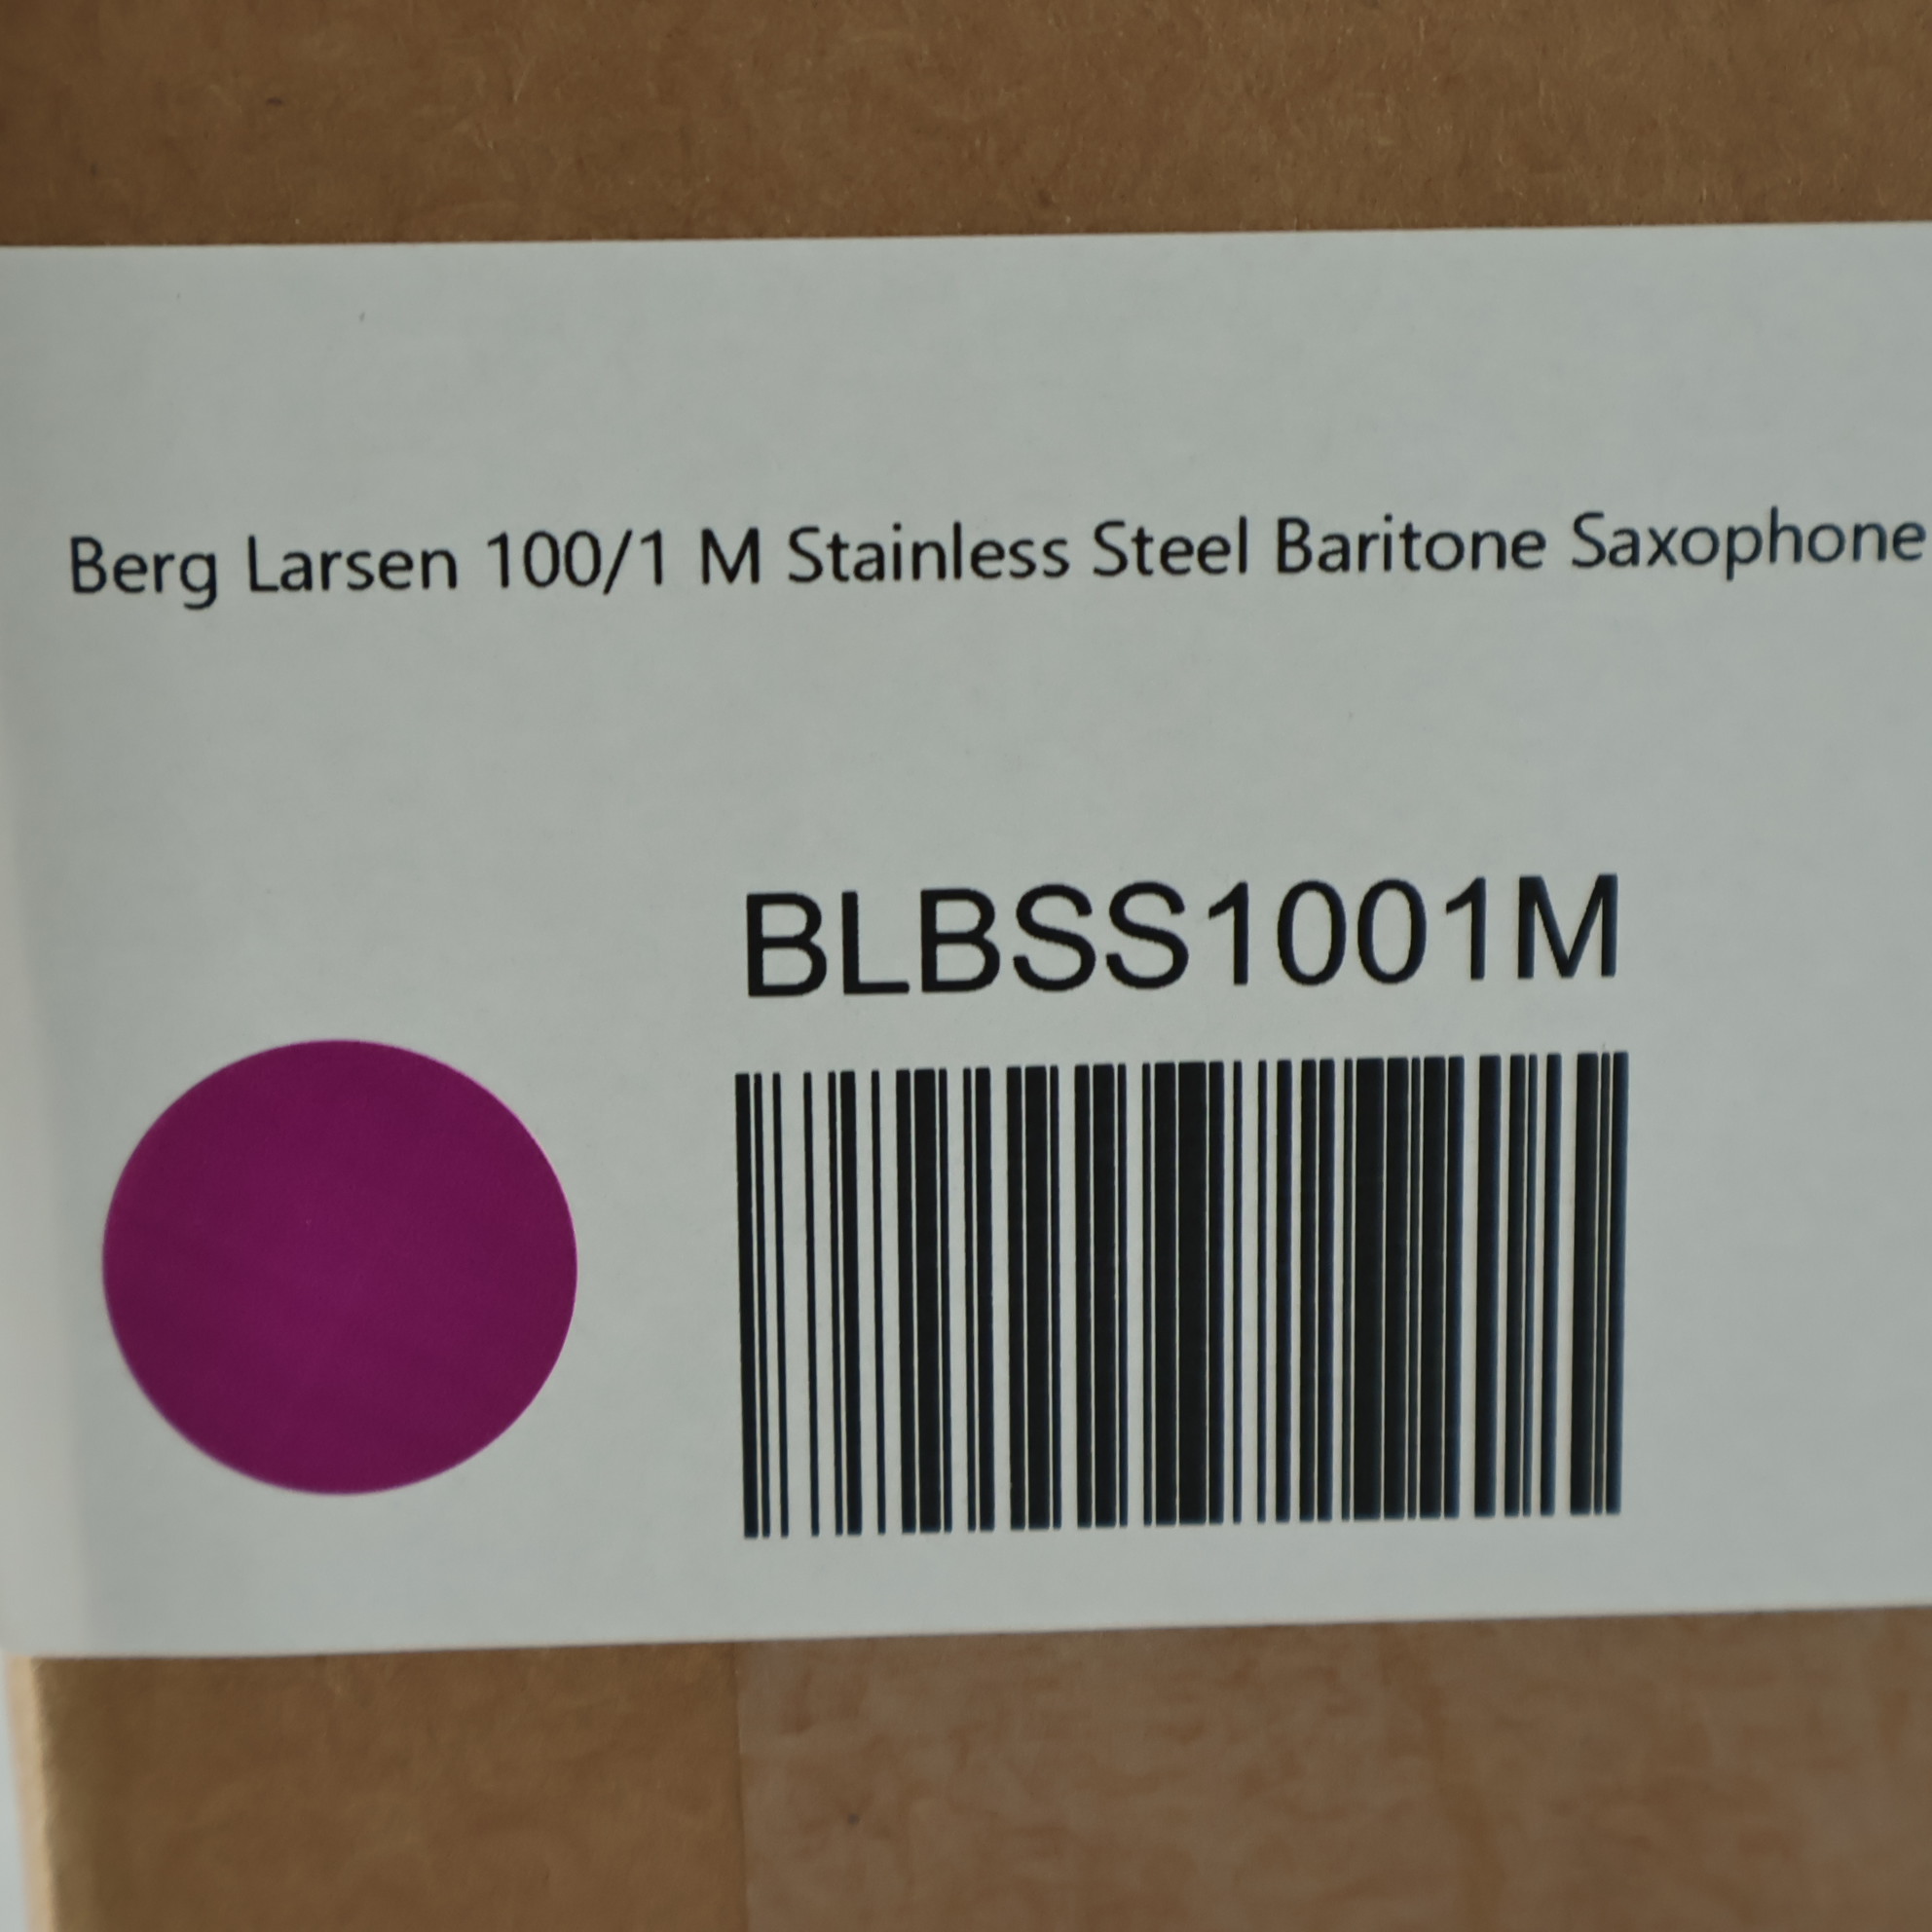 Berg Larsen 100/1 M Stainless Steel Baritone Saxophone
BLBSS1001M